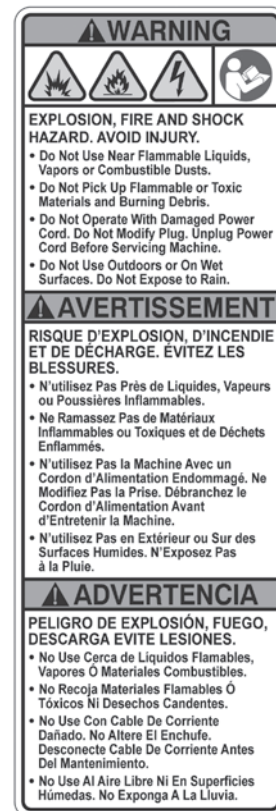 WARNING
EXPLOSION, FIRE AND SHOCK
HAZARD. AVOID INJURY.
• Do Not Use Near Flammable Liquids,
Vapors or Combustible Dusts.
• Do Not Pick Up Flammable or Toxic
Materials and Burning Debris.
• Do Not Operate With Damaged Power
Cord. Do Not Modify Plug. Unplug Power
Cord Before Servicing Machine.
• Do Not Use Outdoors or On Wet
Surfaces. Do Not Expose to Rain.
AVERTISSEMENT
RISQUE D'EXPLOSION, D'INCENDIE
ET DE DÉCHARGE. ÉVITEZ LES
BLESSURES.
• N'utilisez Pas Près de Liquides, Vapeurs
ou Poussières Inflammables.
• Ne Ramassez Pas de Matériaux
Inflammables ou Toxiques et de Déchets
Enflammés.
• N'utilisez Pas la Machine Avec un
Cordon d'Alimentation Endommagé. Ne
Modifiez Pas la Prise. Débranchez le
Cordon d'Alimentation Avant
d'Entretenir la Machine.
• N'utilisez Pas en Extérieur ou Sur des
Surfaces Humides. N'Exposez Pas
à la Pluie.
ADVERTENCIA
PELIGRO DE EXPLOSIÓN, FUEGO,
DESCARGA EVITE LESIONES.
• No Use Cerca de Líquidos Flamables,
Vapores Ó Materiales Combustibles.
• No Recoja Materiales Flamables Ó
Tóxicos Ni Desechos Candentes.
• No Use Con Cable De Corriente
Dañado. No Altere El Enchufe.
Desconecte Cable De Corriente Antes
Del Mantenimiento.
• No Use Al Aire Libre Ni En Superficies
Húmedas. No Exponga A La Lluvia.